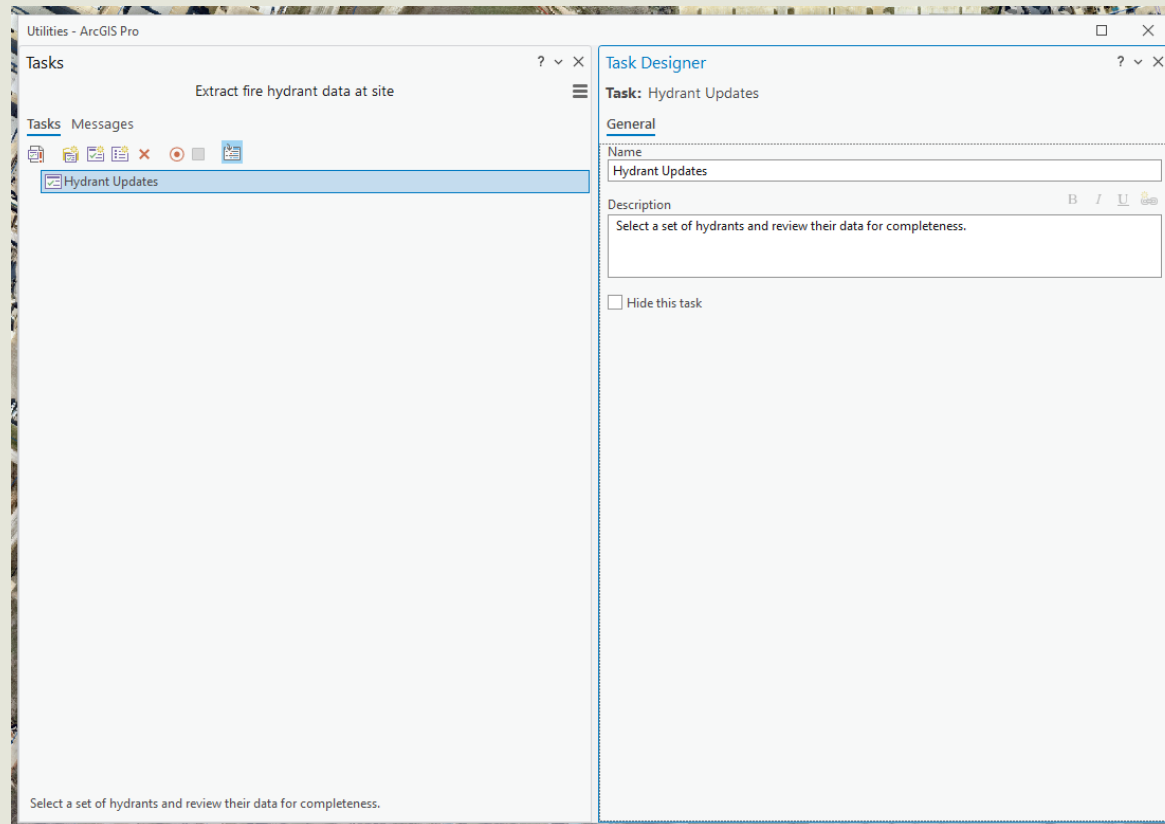 Utilities - ArcGIS Pro
Tasks
Extract fire hydrant data at site
Tasks Messages
Hydrant Updates
Select a set of hydrants and review their data for completeness.
Task Designer
Task: Hydrant Updates
General
Name
Hydrant Updates
Description
B I U
Select a set of hydrants and review their data for completeness.
Hide this task